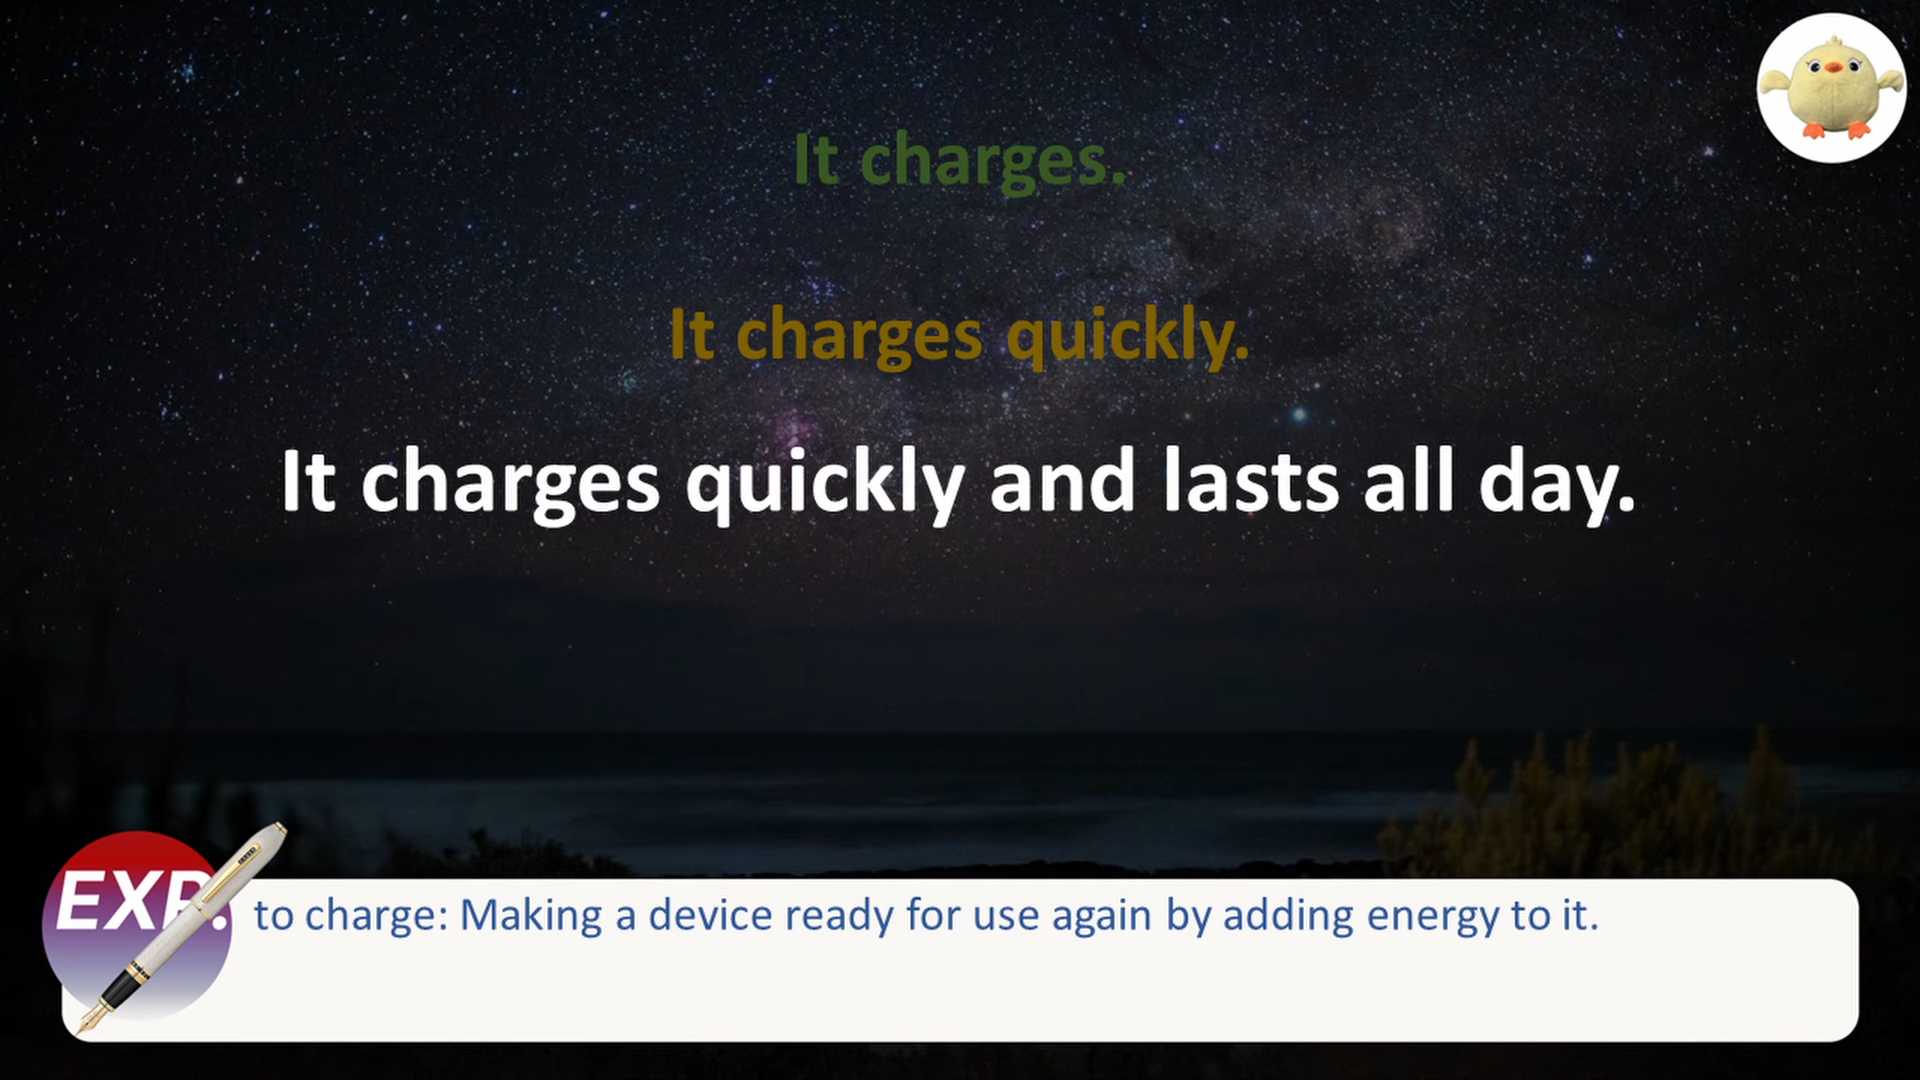 It charges.
It charges quickly.
It charges quickly and lasts all day.
EXP.
to charge: Making a device ready for use again by adding energy to it.